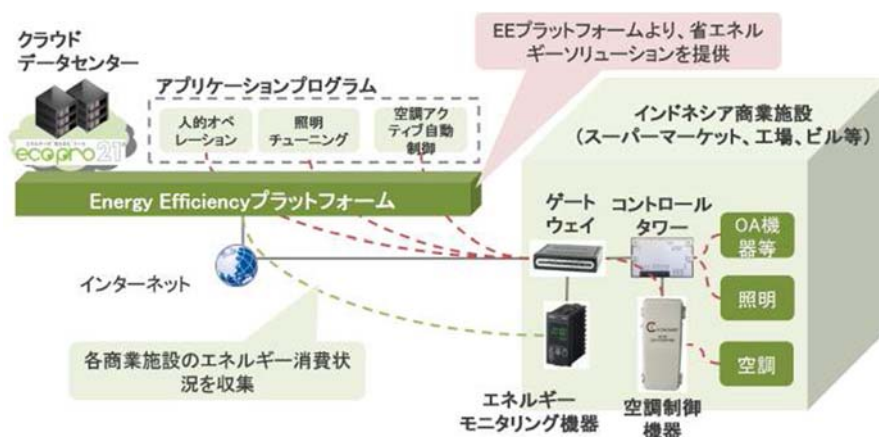 EEプラットフォームより、省エネル
ギーソリューションを提供
クラウド
データセンター
アプリケーションプログラム
人的オペ
レーション
照明
チューニング
空調アク
ティブ自動
制御
ecopro21
インドネシア商業施設
（スーパーマーケット、工場、ビル等）
Energy Efficiencyプラットフォーム
ゲート
ウェイ
コントロール
タワー
OA機
器等
照明
空調
インターネット
各商業施設のエネルギー消費状
況を収集
エネルギー
モニタリング機器
空調制御
機器